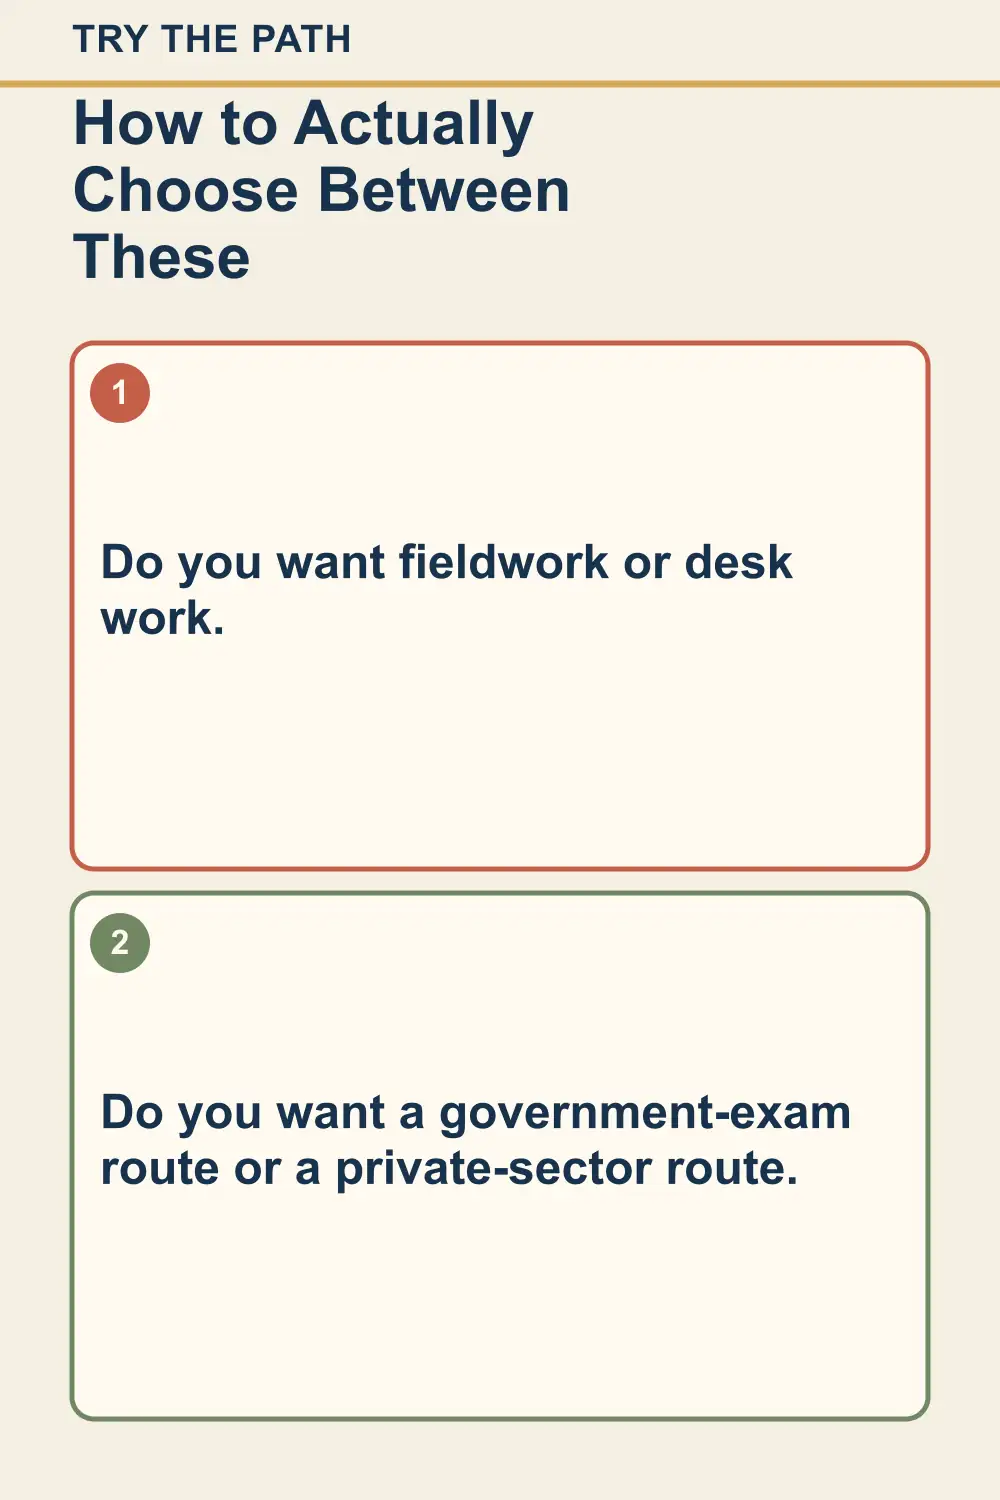 TRY THE PATH
How to Actually
Choose Between
These
1
Do you want fieldwork or desk
work.
2
Do you want a government-exam
route or a private-sector route.